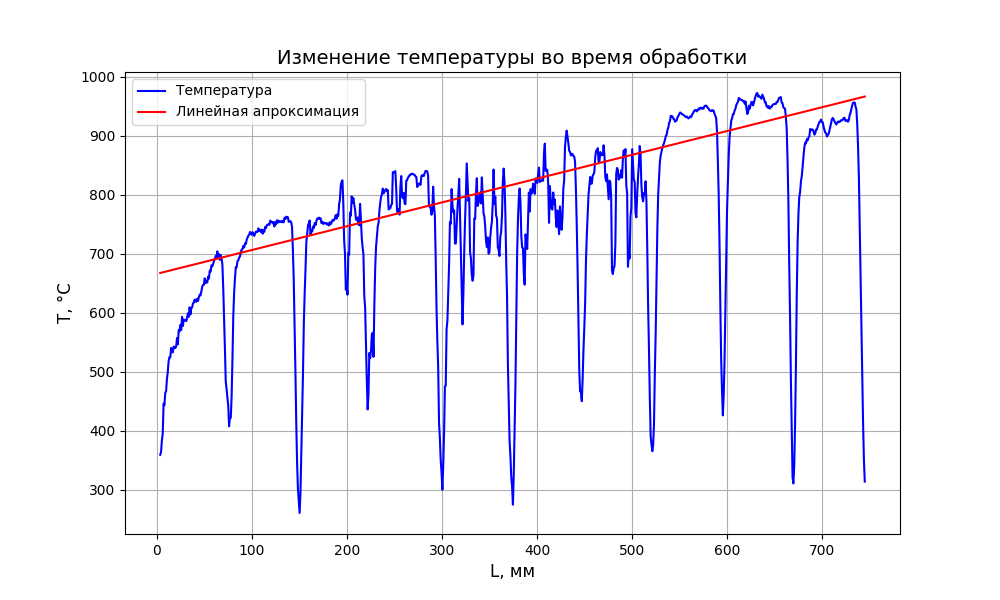 Изменение температуры во время обработки
Температура
Линейная апроксимация
T, °C
1000
900
800
700
600
500
400
300
0 100 200 300 400 500 600 700
L, мм